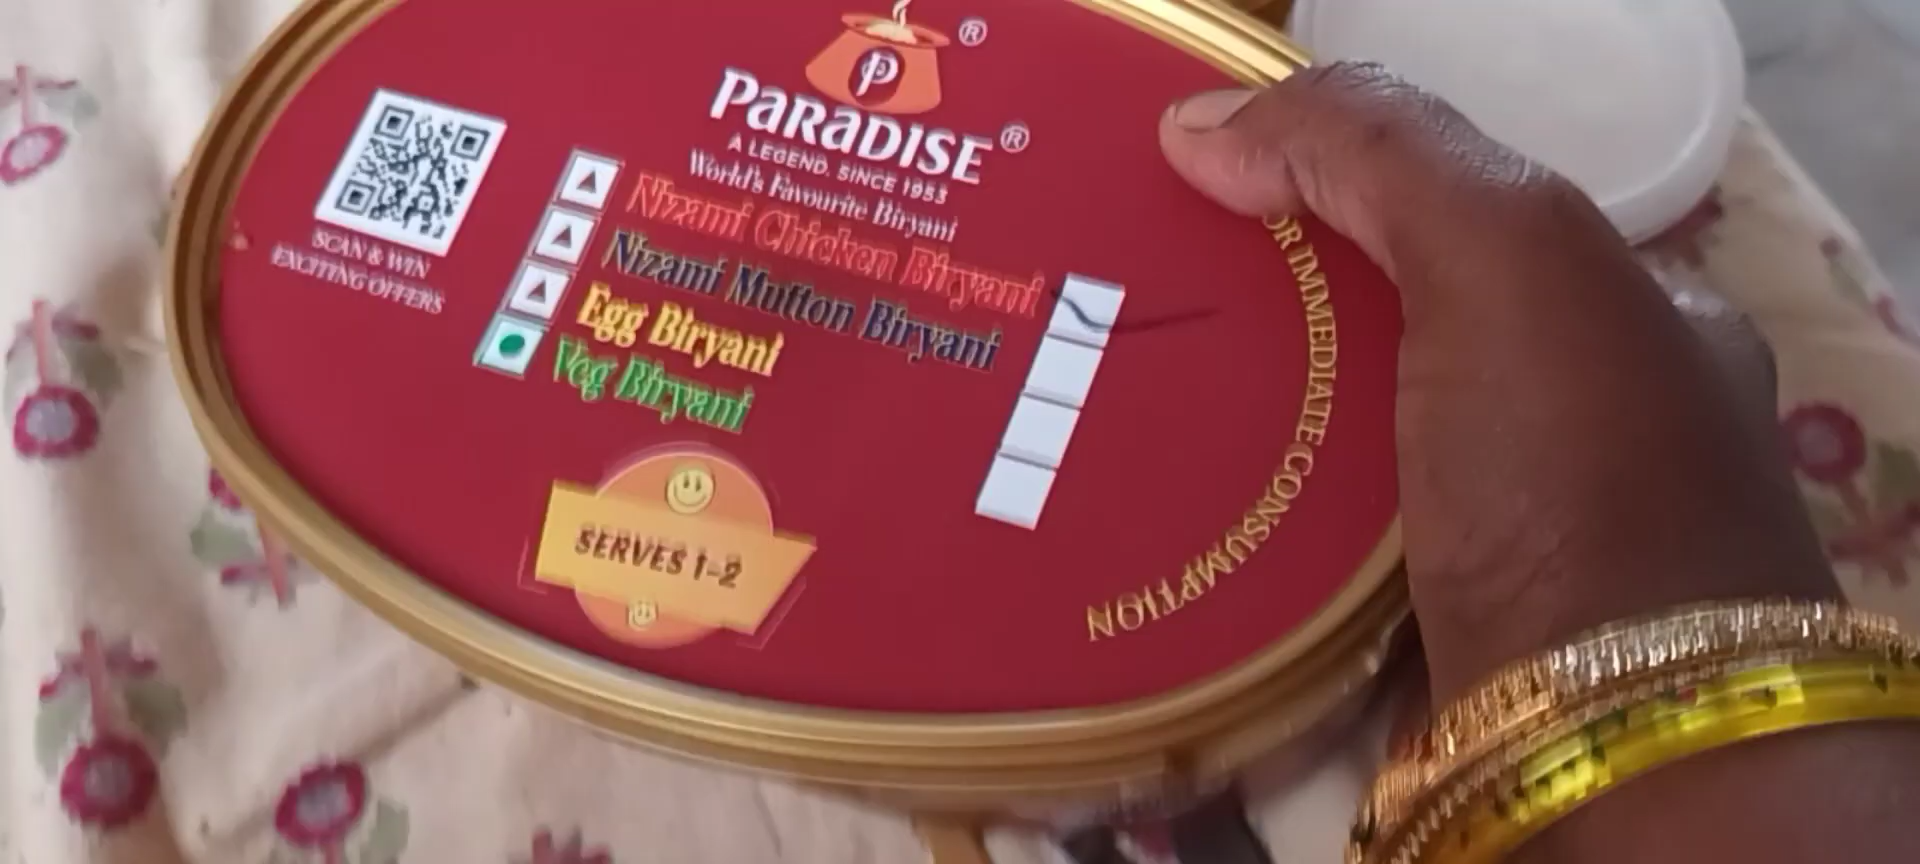 P ®
PARADISE ®
A LEGEND. SINCE 1953
World's Favourite Biryani
Nizami Chicken Biryani
Nizami Mutton Biryani
Egg Biryani
Veg Biryani
SCAN & WIN
EXCITING OFFERS
SERVES 1-2
OR IMMEDIATE CONSUMPTION